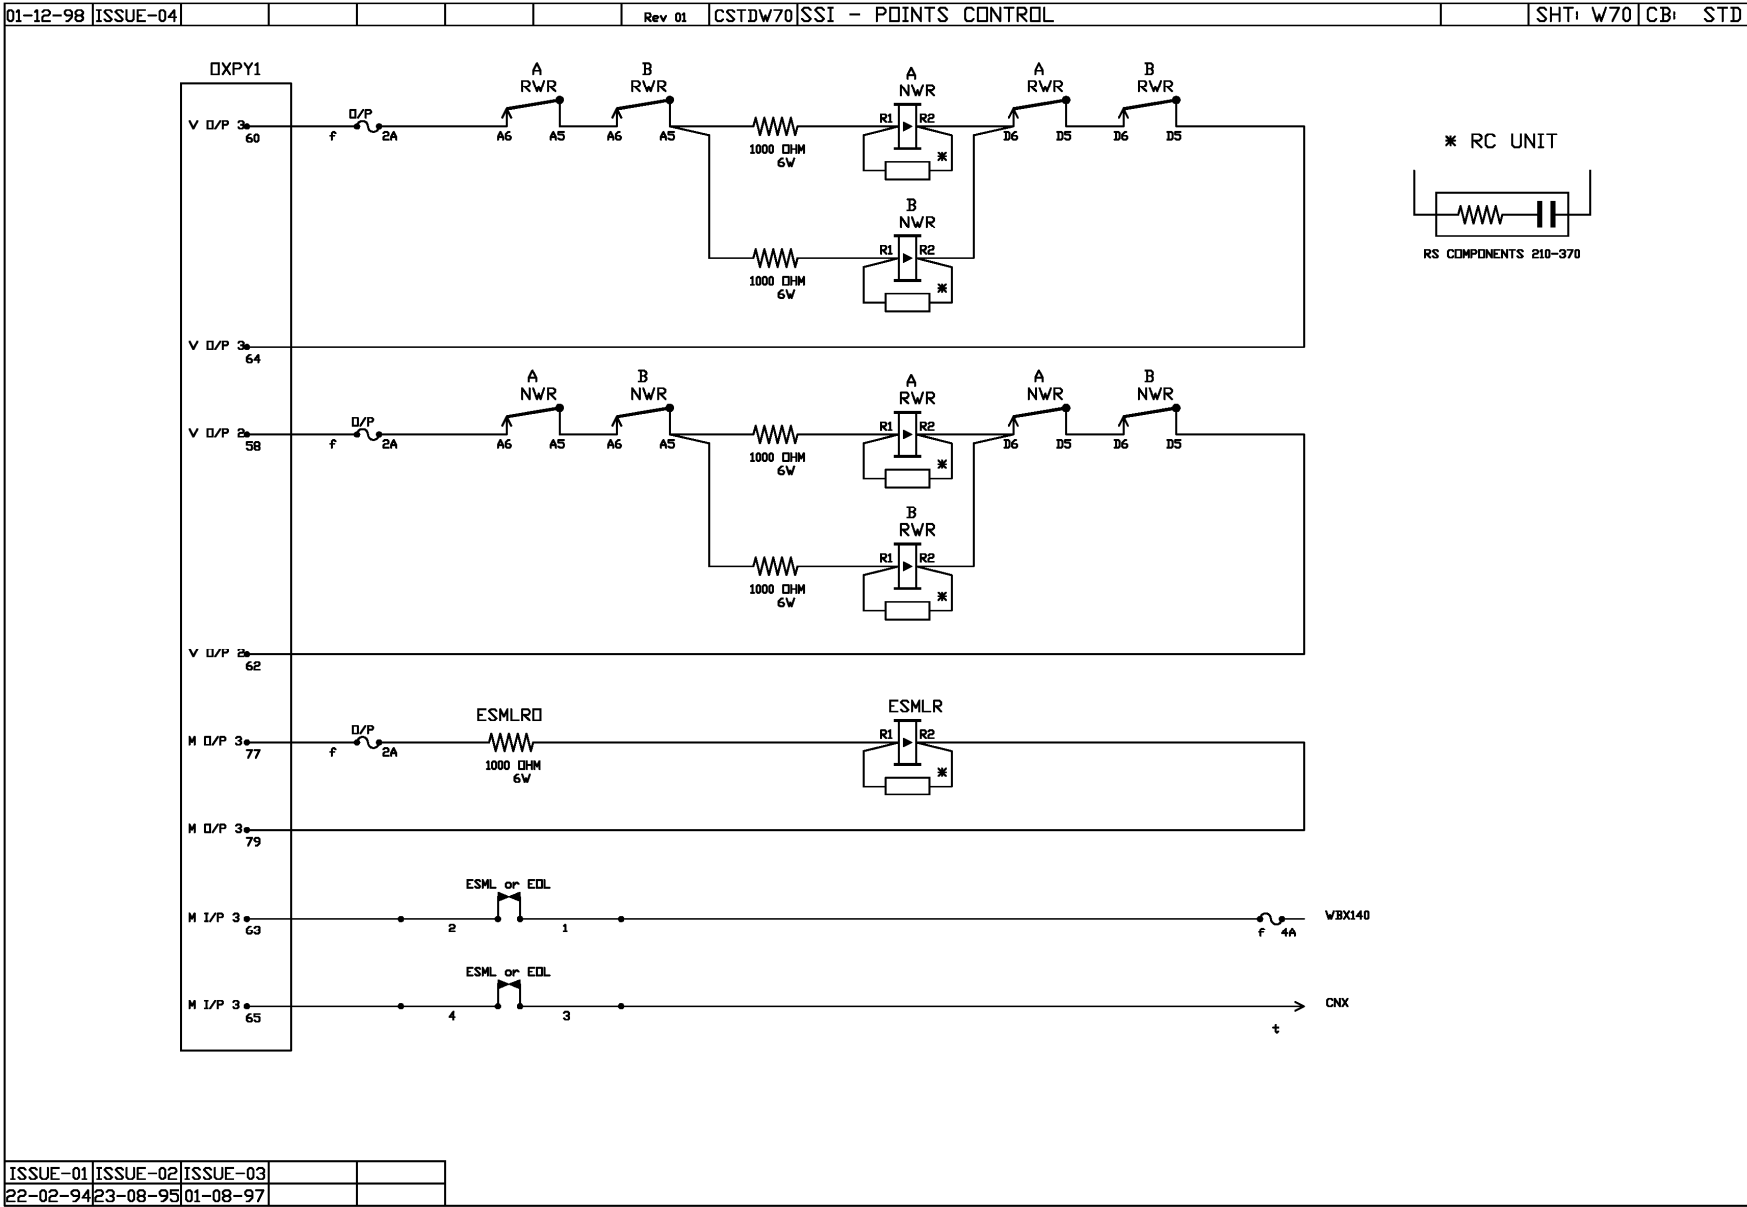 01-12-98 ISSUE-04 Rev 01 CSTDW70 SSI - POINTS CONTROL SHT: W70 CB: STD
OXPY1
A B A A B
RWR RWR NWR RWR RWR
V O/P 3 O/P R1 R2
60 f 2A A6 A5 A6 A5 D6 D5 D6 D5
1000 OHM *
6W
* RC UNIT
B
NWR
R1 R2
RS COMPONENTS 210-370
1000 OHM *
6W
V O/P 3
64
A B A A B
NWR NWR RWR NWR NWR
V O/P 2 O/P R1 R2
58 f 2A A6 A5 A6 A5 D6 D5 D6 D5
1000 OHM *
6W
B
RWR
R1 R2
1000 OHM *
6W
V O/P 2
62
ESMLRO ESMLR
M O/P 3 O/P R1 R2
77 f 2A
1000 OHM *
6W
M O/P 3
79
ESML or EOL
M I/P 3 WBX140
63 2 1 f 4A
ESML or EOL
M I/P 3 CNX
65 4 3 t
ISSUE-01 ISSUE-02 ISSUE-03
22-02-94 23-08-95 01-08-97